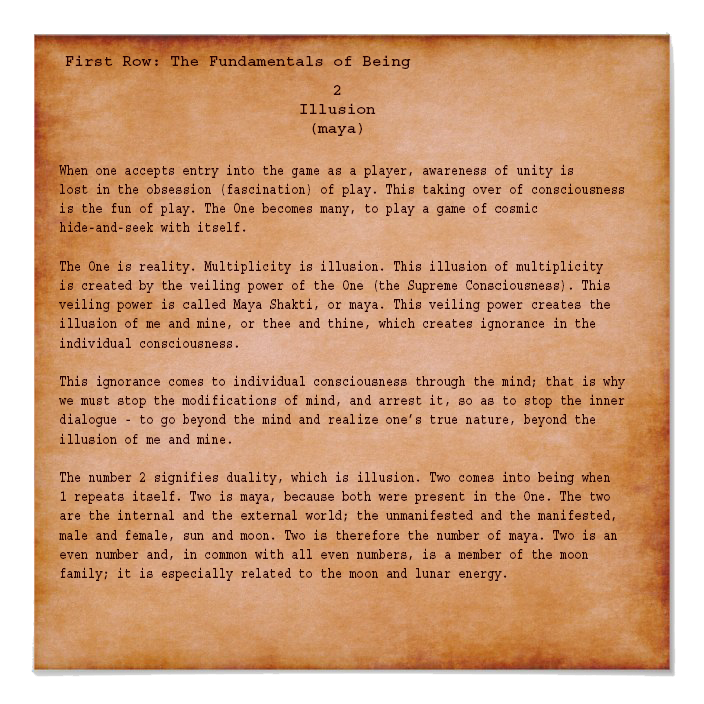 First Row: The Fundamentals of Being
2
Illusion
(maya)
When one accepts entry into the game as a player, awareness of unity is
lost in the obsession (fascination) of play. This taking over of consciousness
is the fun of play. The One becomes many, to play a game of cosmic
hide-and-seek with itself.
The One is reality. Multiplicity is illusion. This illusion of multiplicity
is created by the veiling power of the One (the Supreme Consciousness). This
veiling power is called Maya Shakti, or maya. This veiling power creates the
illusion of me and mine, or thee and thine, which creates ignorance in the
individual consciousness.
This ignorance comes to individual consciousness through the mind; that is why
we must stop the modifications of mind, and arrest it, so as to stop the inner
dialogue - to go beyond the mind and realize one's true nature, beyond the
illusion of me and mine.
The number 2 signifies duality, which is illusion. Two comes into being when
1 repeats itself. Two is maya, because both were present in the One. The two
are the internal and the external world; the unmanifested and the manifested,
male and female, sun and moon. Two is therefore the number of maya. Two is an
even number and, in common with all even numbers, is a member of the moon
family; it is especially related to the moon and lunar energy.